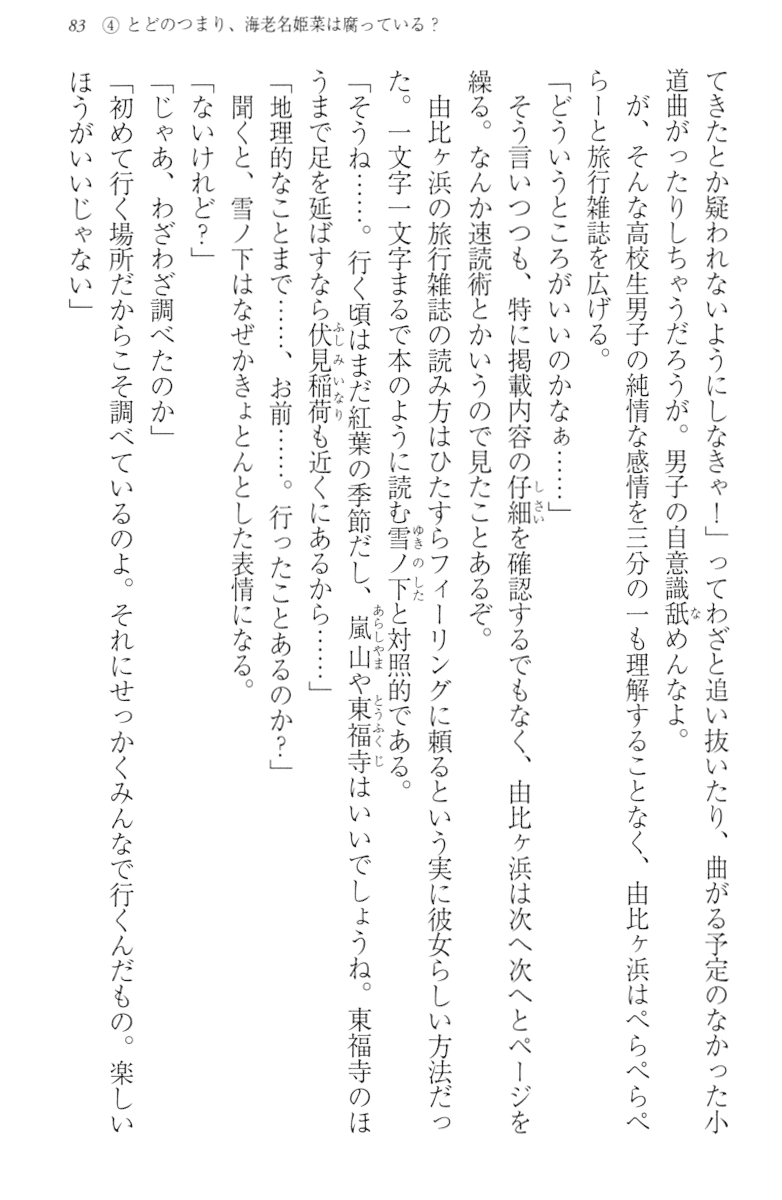 83 ④ とどのつまり、海老名姫菜は腐っている？
てきたとか疑われないようにしなきゃ！」ってわざと追い抜いたり、曲がる予定のなかった小
道曲がったりしちゃうだろうが。男子の自意識舐めんなよ。
が、そんな高校生男子の純情な感情を三分の一も理解することなく、由比ヶ浜はぺらぺらぺ
らーと旅行雑誌を広げる。
「どういうところがいいのかなぁ……」
そう言いつつも、特に掲載内容の仔細を確認するでもなく、由比ヶ浜は次へ次へとページを
繰る。なんか速読術とかいうので見たことあるぞ。
由比ヶ浜の旅行雑誌の読み方はひたすらフィーリングに頼るという実に彼女らしい方法だっ
た。一文字一文字まるで本のように読む雪ノ下と対照的である。
「そうね……。行く頃はまだ紅葉の季節だし、嵐山や東福寺はいいでしょうね。東福寺のほ
うまで足を延ばすなら伏見稲荷も近くにあるから……」
「地理的なことまで……、お前……。行ったことあるのか？」
聞くと、雪ノ下はなぜかきょとんとした表情になる。
「ないけれど？」
「じゃあ、わざわざ調べたのか」
「初めて行く場所だからこそ調べているのよ。それにせっかくみんなで行くんだもの。楽しい
ほうがいいじゃない」